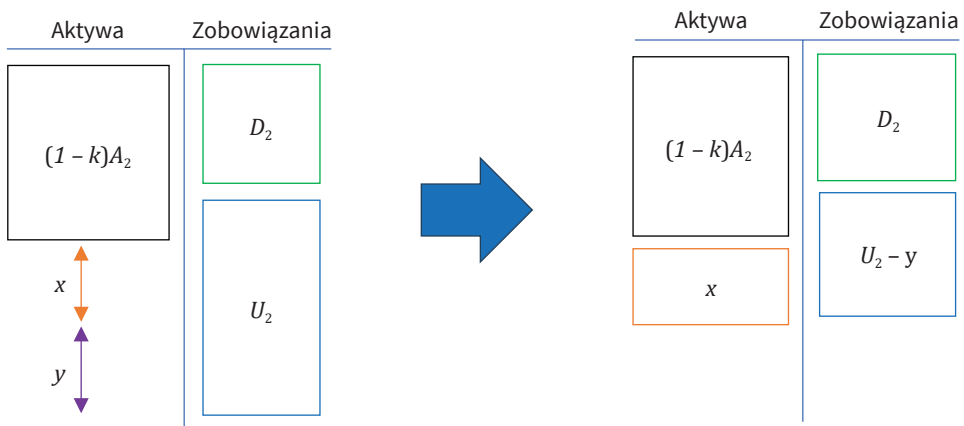 Aktywa Zobowiązania
(1 – k)A₂
D₂
x
U₂
y
Aktywa Zobowiązania
(1 – k)A₂
D₂
x
U₂ – y